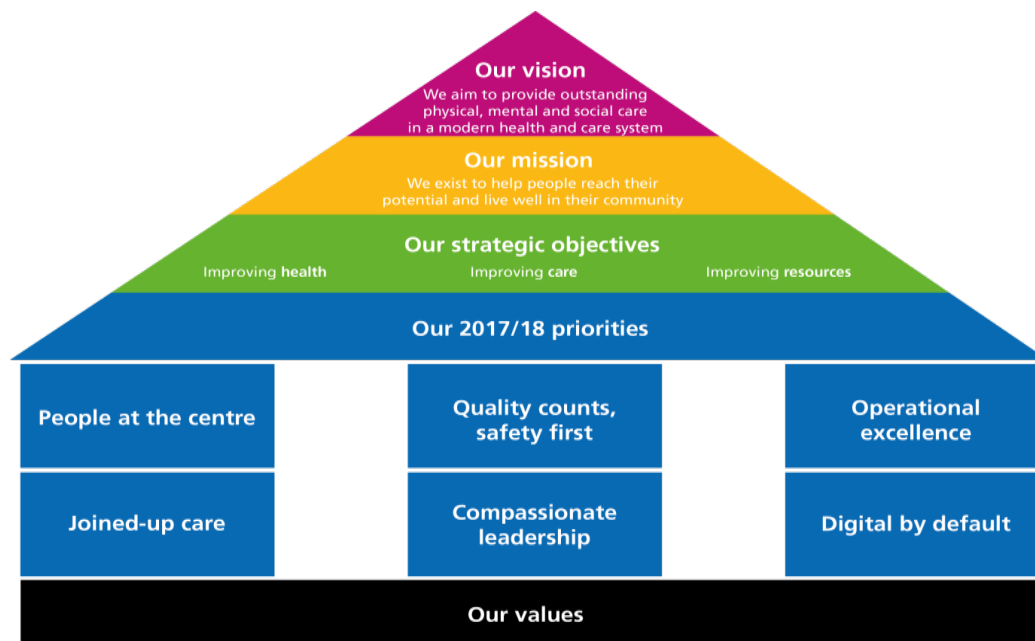 Our vision
We aim to provide outstanding
physical, mental and social care
in a modern health and care system
Our mission
We exist to help people reach their
potential and live well in their community
Our strategic objectives
Improving health
Improving care
Improving resources
Our 2017/18 priorities
People at the centre
Quality counts,
safety first
Operational
excellence
Joined-up care
Compassionate
leadership
Digital by default
Our values